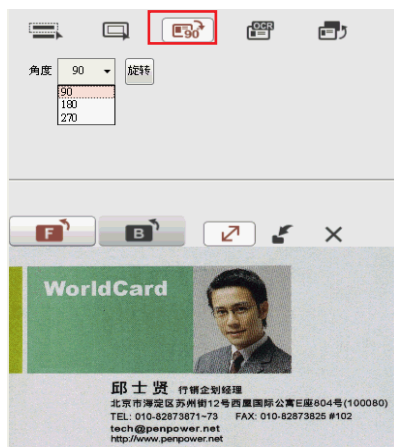 OCR
90
角度 90 旋转
90
180
270
F B
WorldCard
邱士贤 行销企划经理
北京市海淀区苏州街12号西屋国际公寓E座804号(100080)
TEL: 010-82873871~73 FAX: 010-82873825 #102
tech@penpower.net
http://www.penpower.net